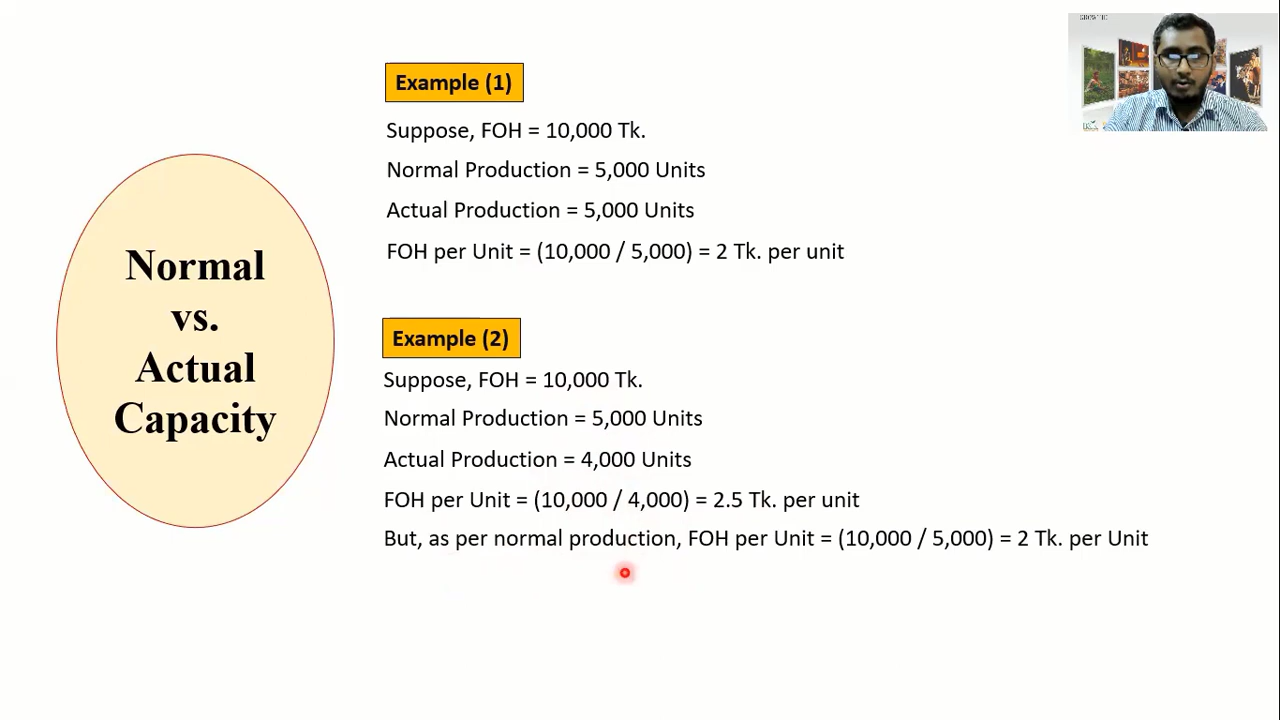 Normal
vs.
Actual
Capacity
Example (1)
Suppose, FOH = 10,000 Tk.
Normal Production = 5,000 Units
Actual Production = 5,000 Units
FOH per Unit = (10,000 / 5,000) = 2 Tk. per unit
Example (2)
Suppose, FOH = 10,000 Tk.
Normal Production = 5,000 Units
Actual Production = 4,000 Units
FOH per Unit = (10,000 / 4,000) = 2.5 Tk. per unit
But, as per normal production, FOH per Unit = (10,000 / 5,000) = 2 Tk. per Unit